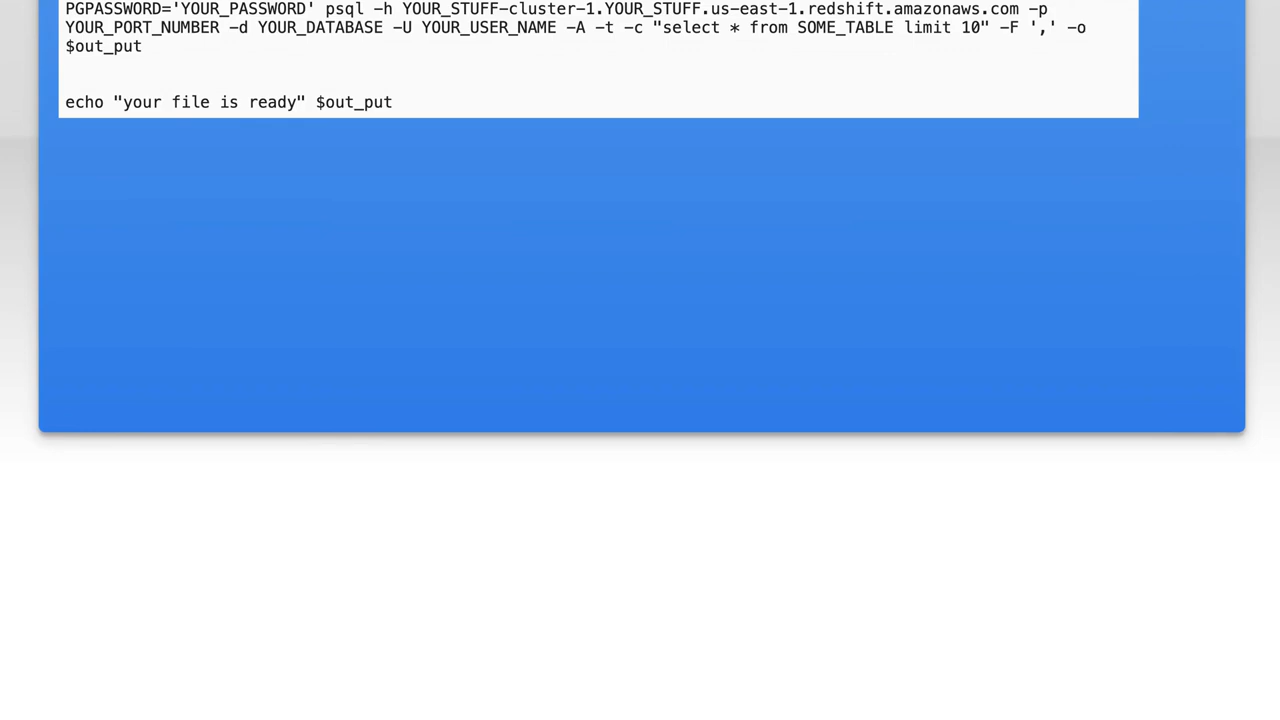 PGPASSWORD='YOUR_PASSWORD' psql -h YOUR_STUFF-cluster-1.YOUR_STUFF.us-east-1.redshift.amazonaws.com -p
YOUR_PORT_NUMBER -d YOUR_DATABASE -U YOUR_USER_NAME -A -t -c "select * from SOME_TABLE limit 10" -F ',' -o
$out_put
echo "your file is ready" $out_put